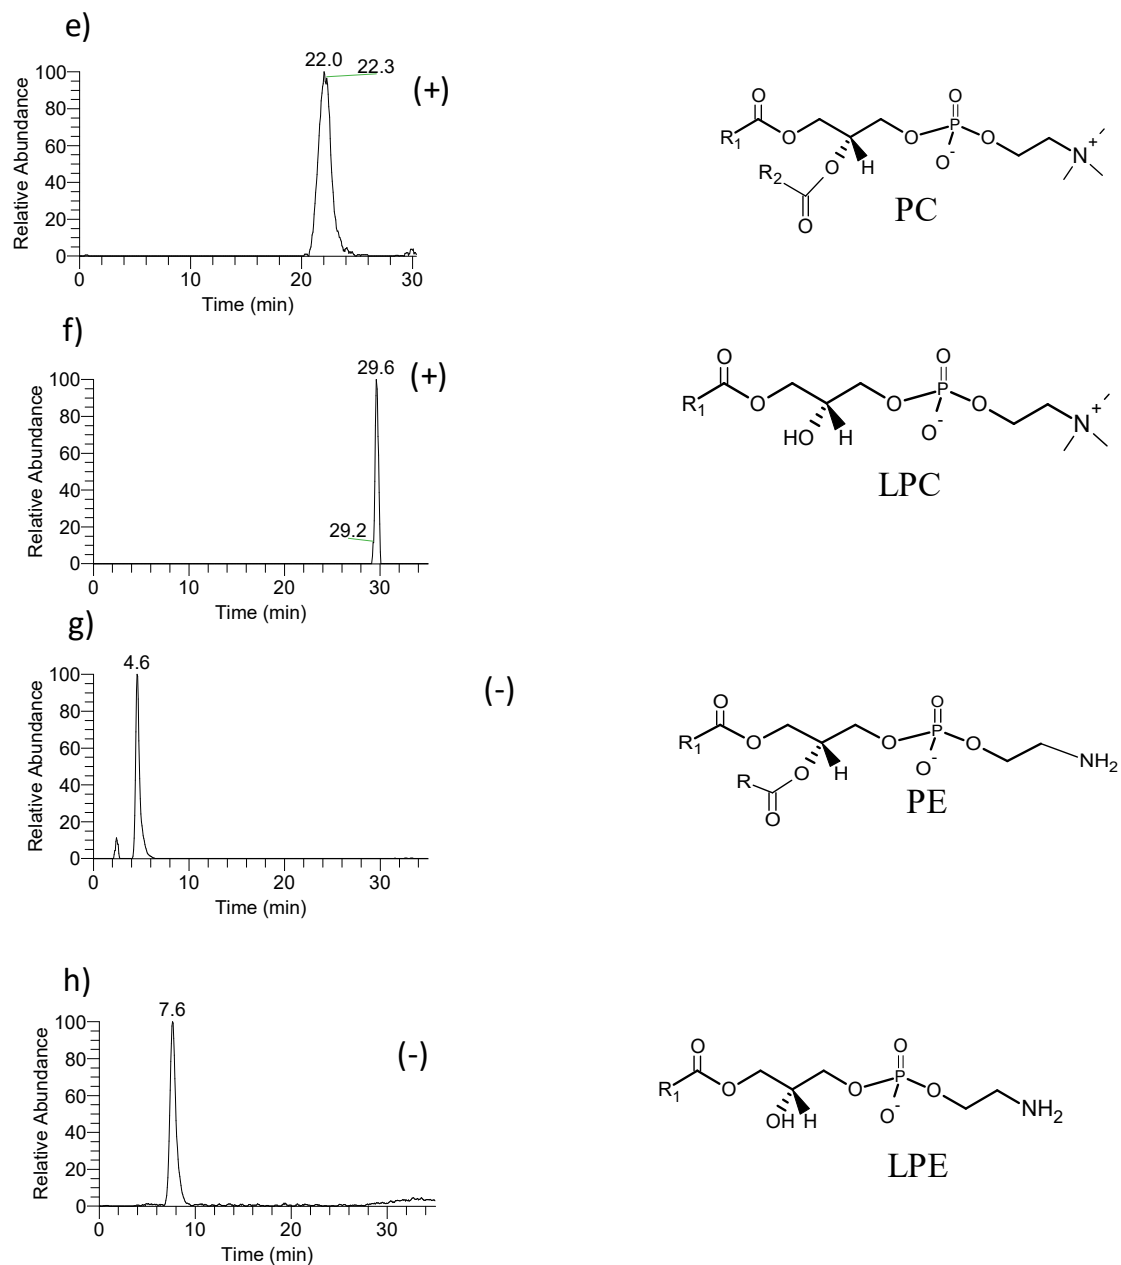 e)
22.0
22.3
(+)
Relative Abundance
100
80
60
40
20
0
0 10 20 30
Time (min)
O
R1 O O P O
O
O- N+
R2 O H
O
PC
f)
29.6
(+)
Relative Abundance
100
80
60
40
20
0
29.2
0 10 20 30
Time (min)
O O
R1 O O P O
O- N+
HO H
LPC
g)
4.6
(-)
Relative Abundance
100
80
60
40
20
0
0 10 20 30
Time (min)
O O
R1 O O P O
O- NH2
R O H
O
PE
h)
7.6
(-)
Relative Abundance
100
80
60
40
20
0
0 10 20 30
Time (min)
O O
R1 O O P O
O- NH2
OH H
LPE